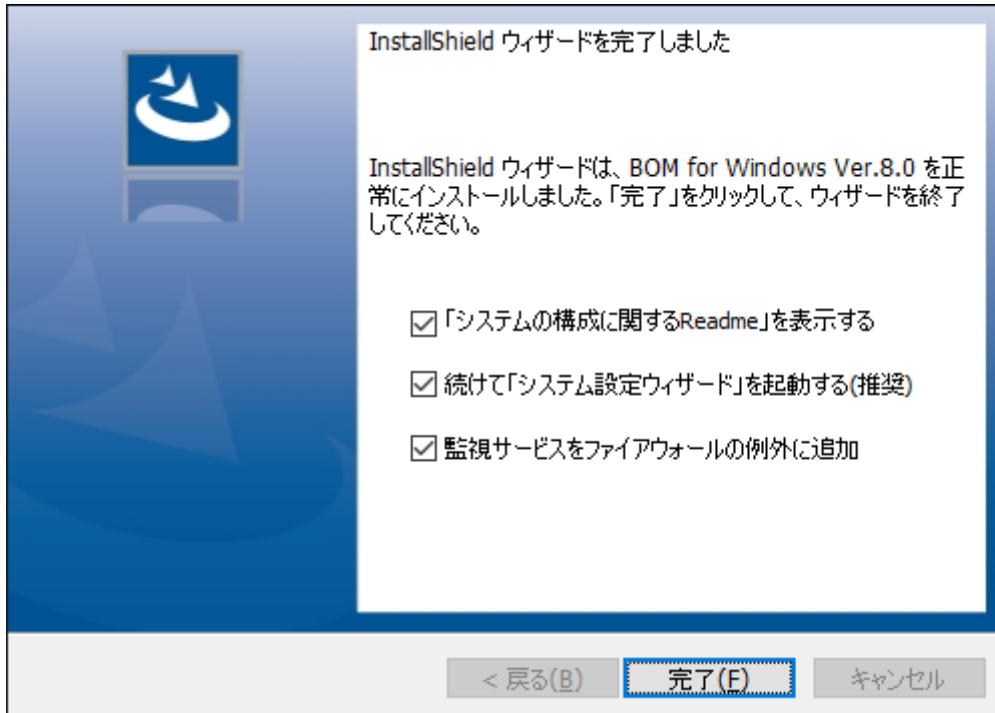 InstallShield ウィザードを完了しました
InstallShield ウィザードは、BOM for Windows Ver.8.0 を正
常にインストールしました。「完了」をクリックして、ウィザードを終了
してください。
「システムの構成に関するReadme」を表示する
続けて「システム設定ウィザード」を起動する(推奨)
監視サービスをファイアウォールの例外に追加
< 戻る(B) 完了(F) キャンセル